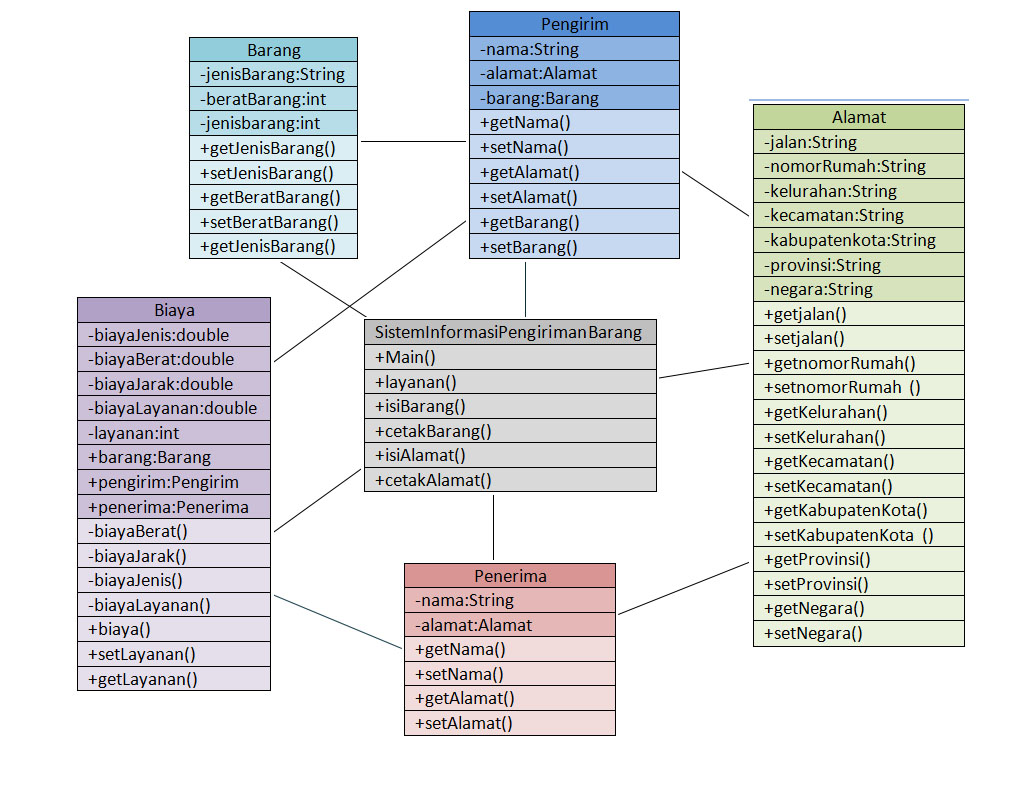 Barang
-jenisBarang:String
-beratBarang:int
-jenisbarang:int
+getJenisBarang()
+setJenisBarang()
+getBeratBarang()
+setBeratBarang()
+getJenisBarang()
Pengirim
-nama:String
-alamat:Alamat
-barang:Barang
+getNama()
+setNama()
+getAlamat()
+setAlamat()
+getBarang()
+setBarang()
Alamat
-jalan:String
-nomorRumah:String
-kelurahan:String
-kecamatan:String
-kabupatenkota:String
-provinsi:String
-negara:String
+getjalan()
+setjalan()
+getnomorRumah()
+setnomorRumah ()
+getKelurahan()
+setKelurahan()
+getKecamatan()
+setKecamatan()
+getKabupatenKota()
+setKabupatenKota ()
+getProvinsi()
+setProvinsi()
+getNegara()
+setNegara()
Biaya
-biayaJenis:double
-biayaBerat:double
-biayaJarak:double
-biayaLayanan:double
-layanan:int
+barang:Barang
+pengirim:Pengirim
+penerima:Penerima
-biayaBerat()
-biayaJarak()
-biayaJenis()
-biayaLayanan()
+biaya()
+setLayanan()
+getLayanan()
SistemInformasiPengirimanBarang
+Main()
+layanan()
+isiBarang()
+cetakBarang()
+isiAlamat()
+cetakAlamat()
Penerima
-nama:String
-alamat:Alamat
+getNama()
+setNama()
+getAlamat()
+setAlamat()